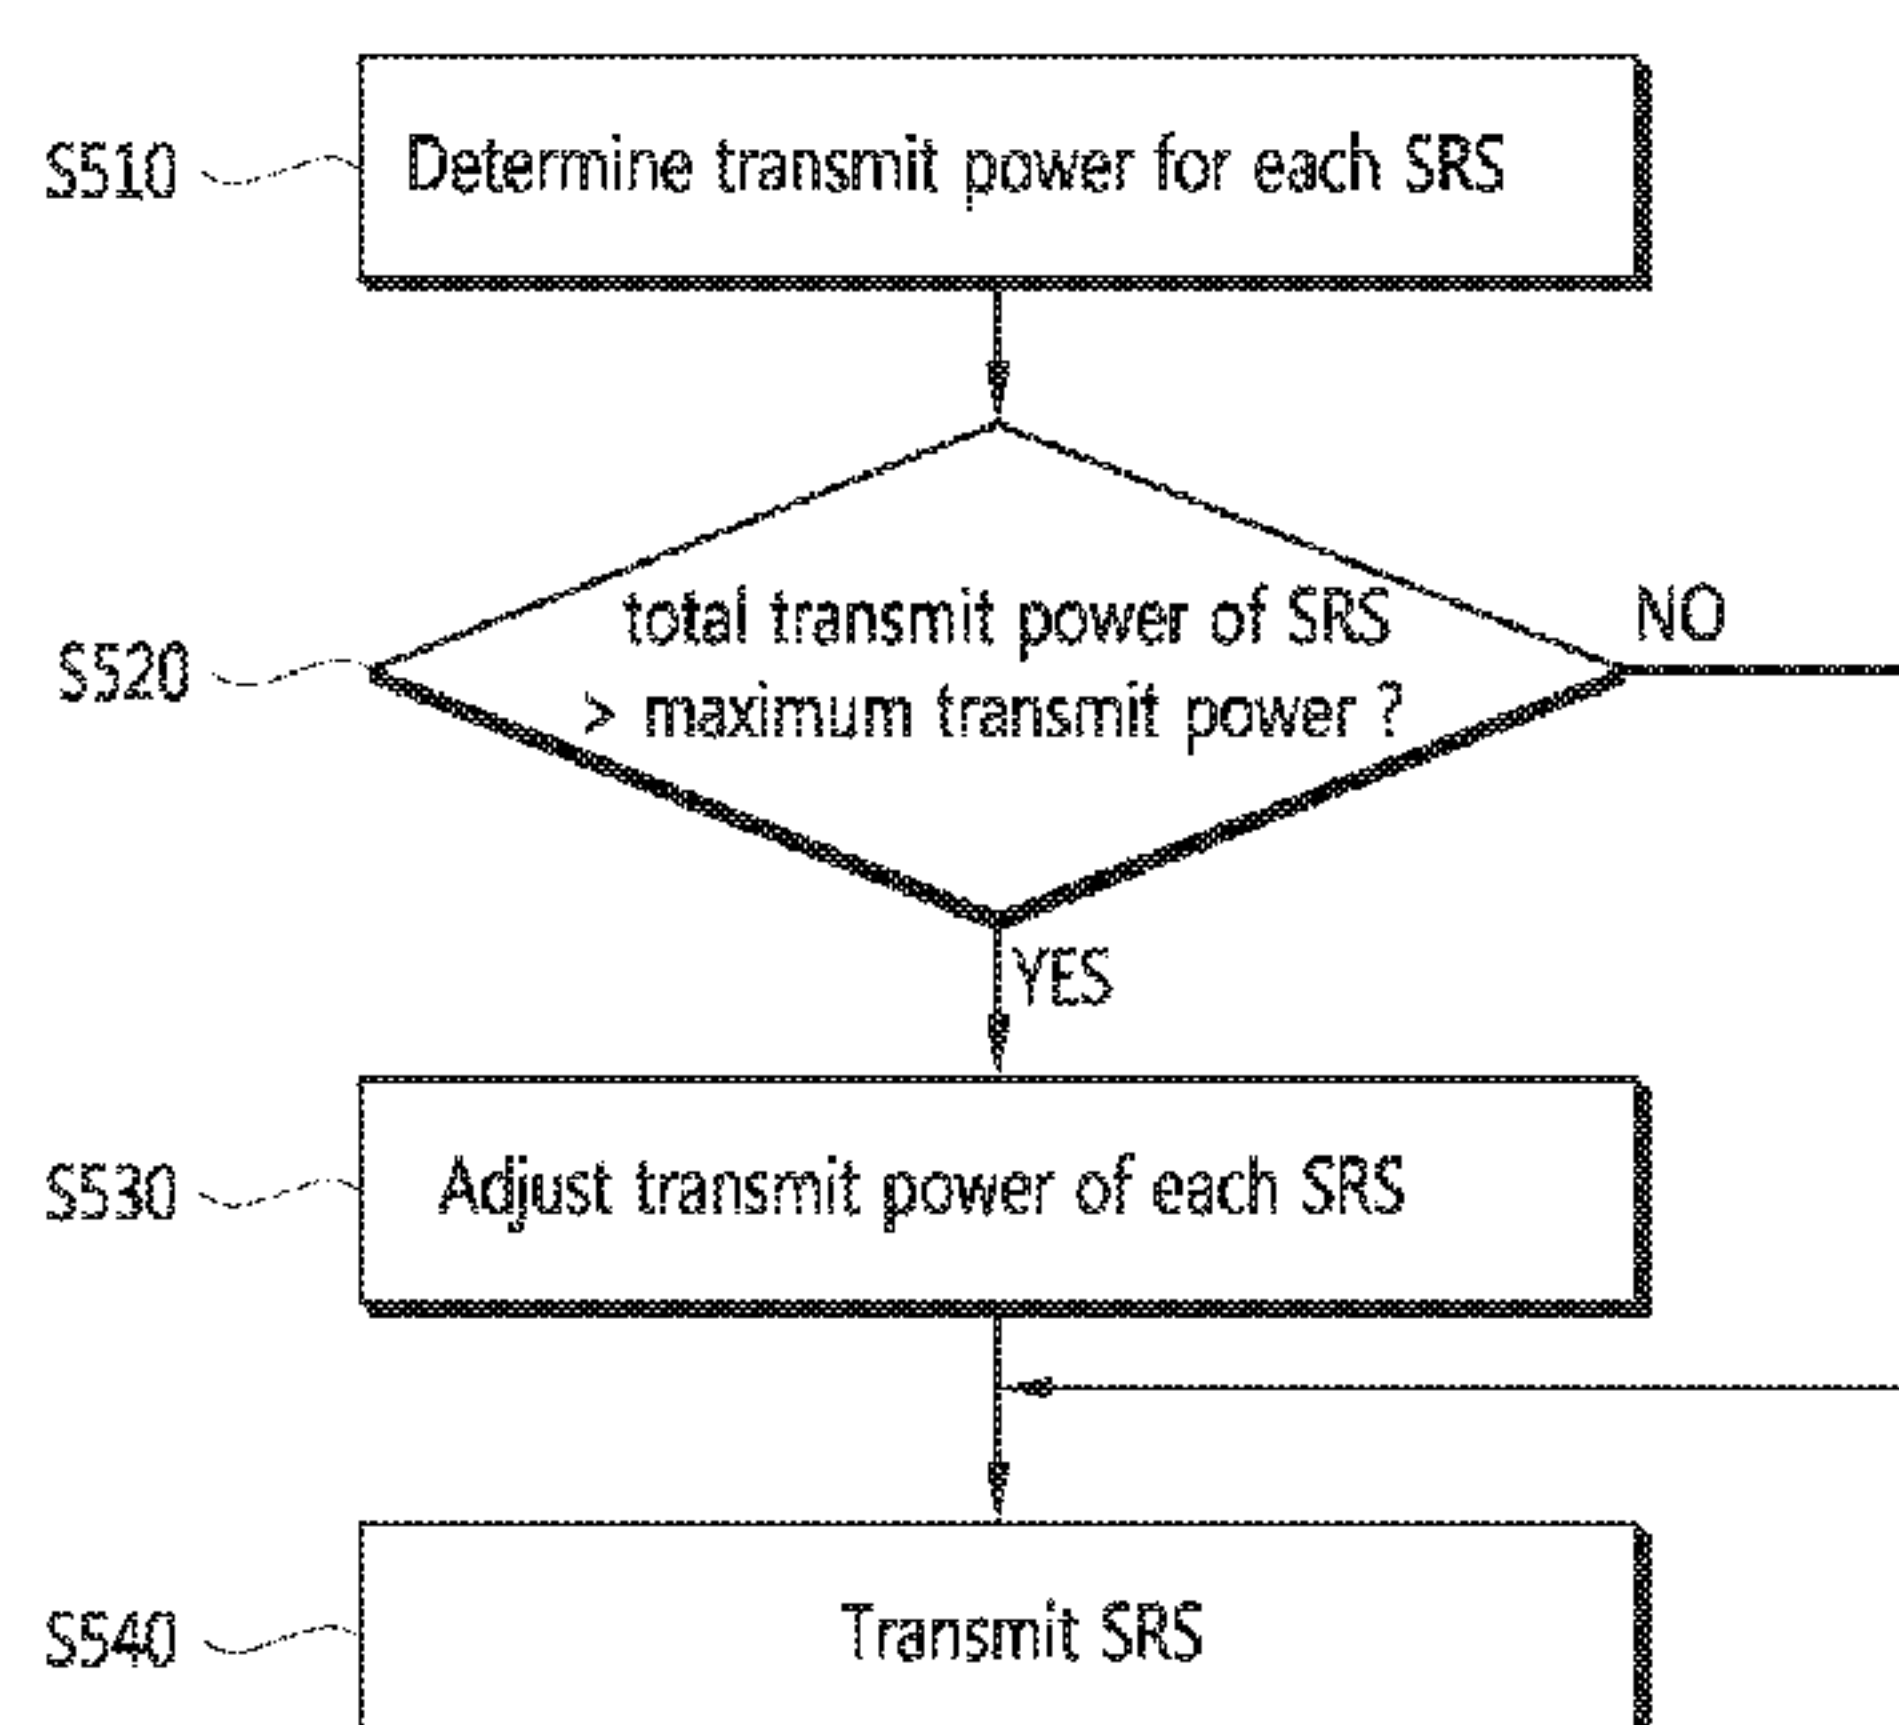 S510
Determine transmit power for each SRS
S520
total transmit power of SRS
> maximum transmit power ?
NO
YES
S530
Adjust transmit power of each SRS
S540
Transmit SRS